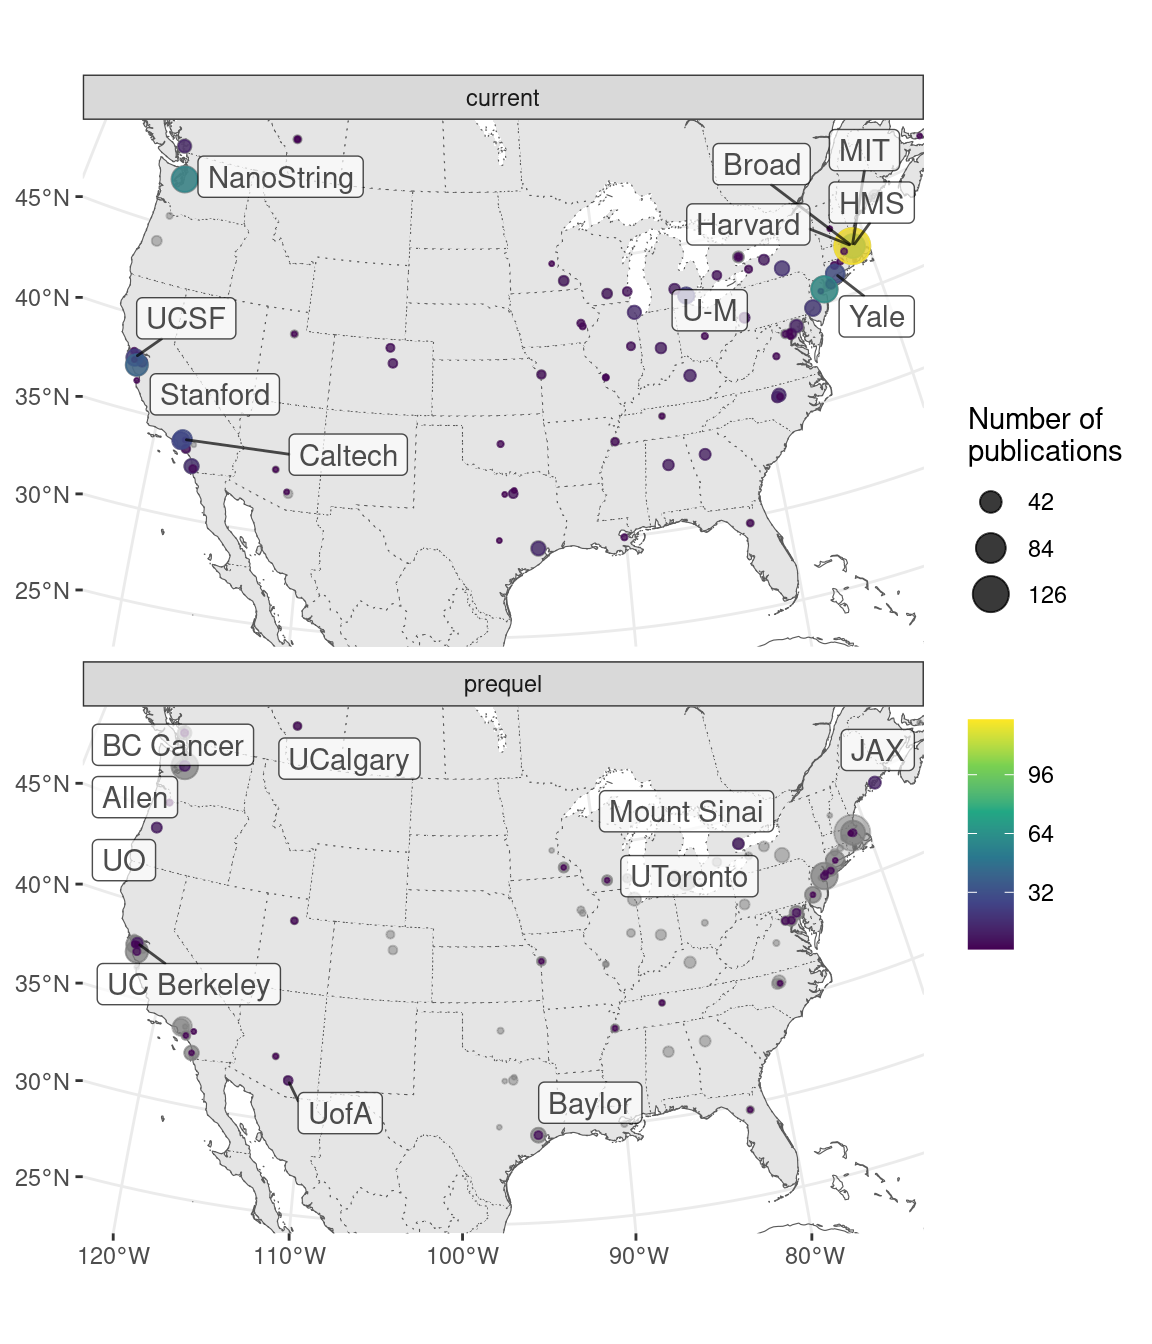 current
MIT
Broad
NanoString
HMS
45°N
Harvard
40°N
UCSF
U-M
Yale
35°N
Stanford
Caltech
30°N
25°N
Number of
publications
42
84
126
prequel
BC Cancer
UCalgary
JAX
45°N
Allen
Mount Sinai
UO
UToronto
40°N
35°N
UC Berkeley
30°N
UofA
Baylor
25°N
120°W
110°W
100°W
90°W
80°W
96
64
32